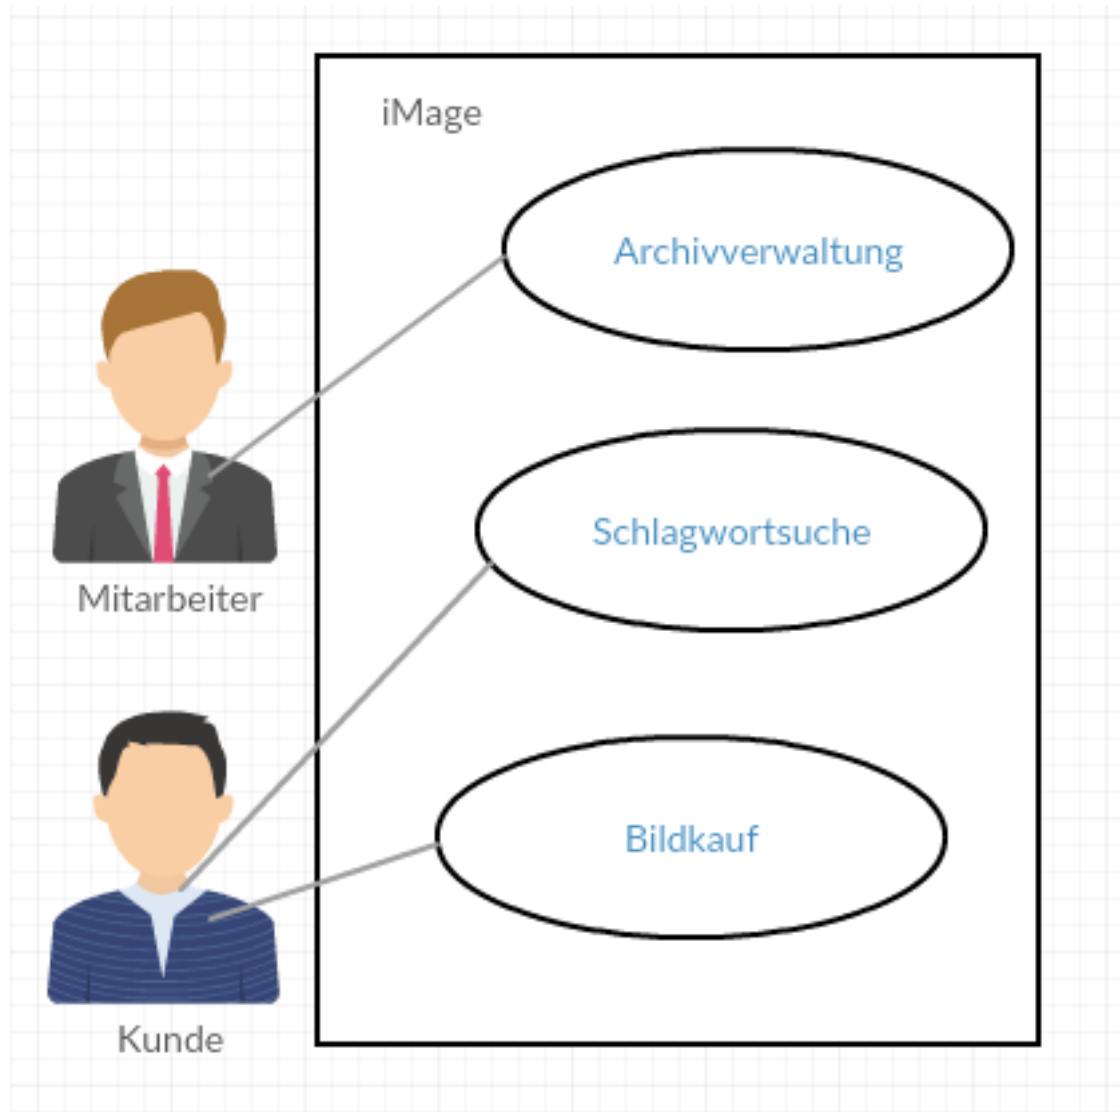 iMage
Archivverwaltung
Schlagwortsuche
Mitarbeiter
Bildkauf
Kunde